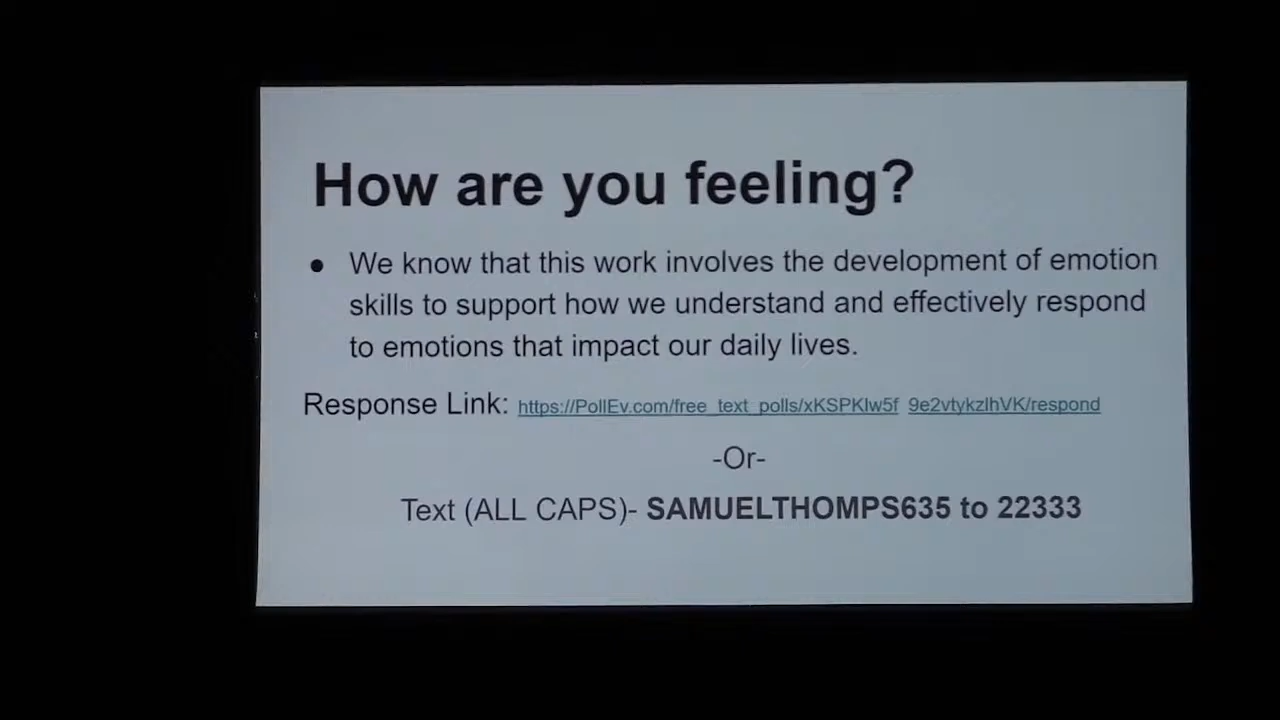 How are you feeling?
● We know that this work involves the development of emotion
skills to support how we understand and effectively respond
to emotions that impact our daily lives.
Response Link: https://PollEv.com/free_text_polls/xKSPKlw5f_9e2vtykzlhVK/respond
-Or-
Text (ALL CAPS)- SAMUELTHOMPS635 to 22333